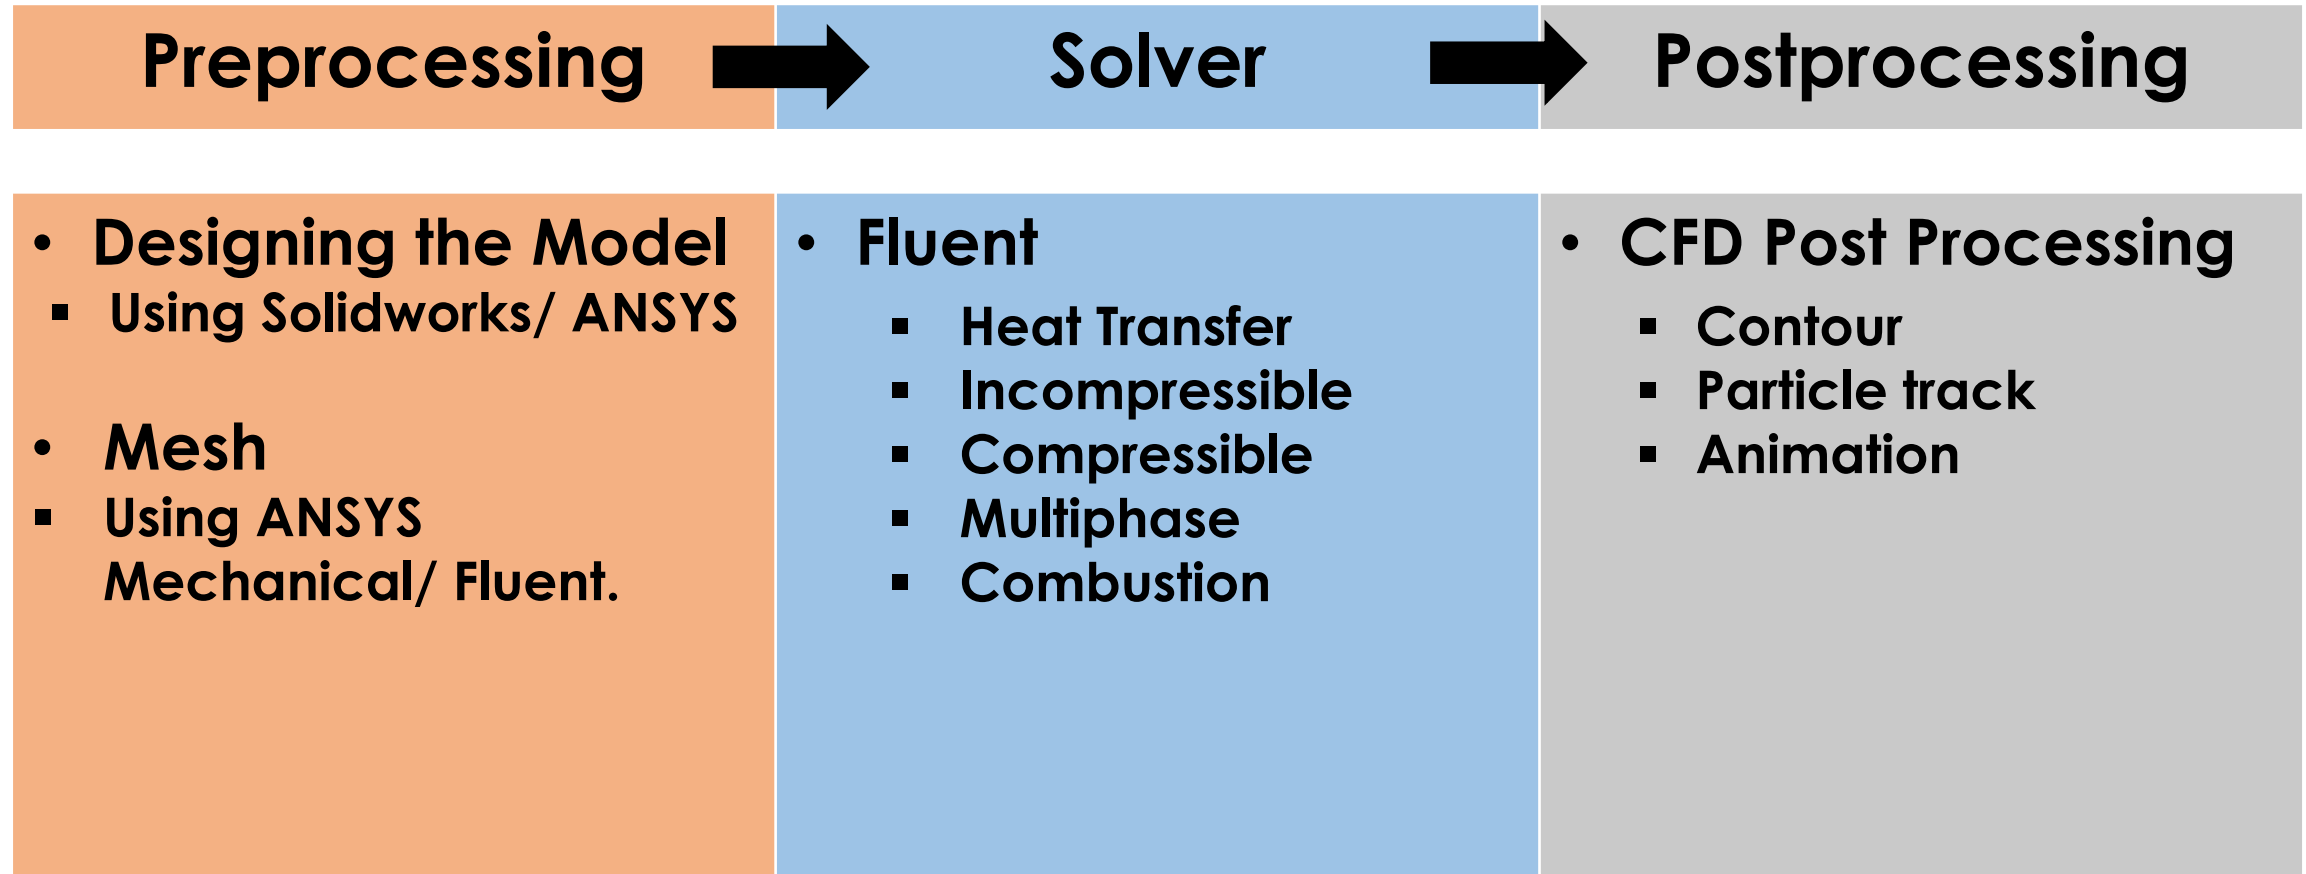 Preprocessing
Solver
Postprocessing
• Designing the Model
▪ Using Solidworks/ ANSYS
• Mesh
▪ Using ANSYS
Mechanical/ Fluent.
• Fluent
▪ Heat Transfer
▪ Incompressible
▪ Compressible
▪ Multiphase
▪ Combustion
• CFD Post Processing
▪ Contour
▪ Particle track
▪ Animation